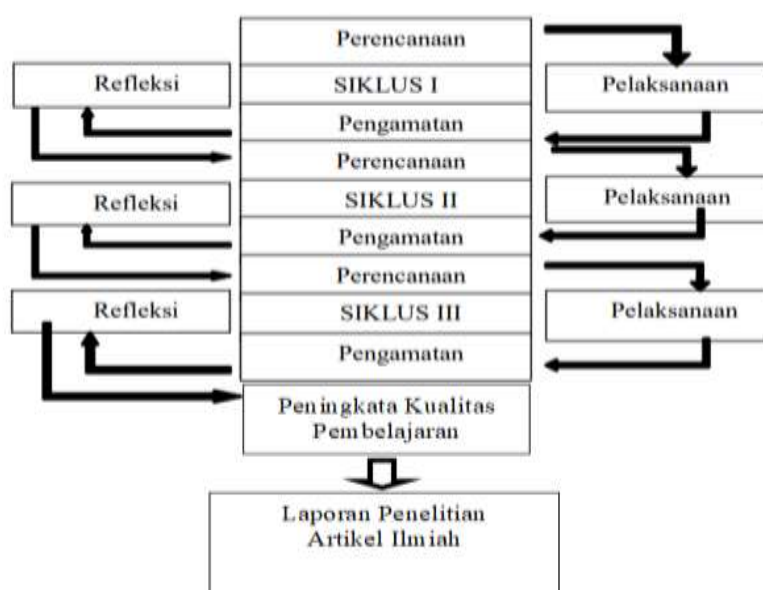 Perencanaan
Refleksi
SIKLUS I
Pelaksanaan
Pengamatan
Perencanaan
Refleksi
SIKLUS II
Pelaksanaan
Pengamatan
Perencanaan
Refleksi
SIKLUS III
Pelaksanaan
Pengamatan
Peningkata Kualitas
Pembelajaran
Laporan Penelitian
Artikel Ilmiah